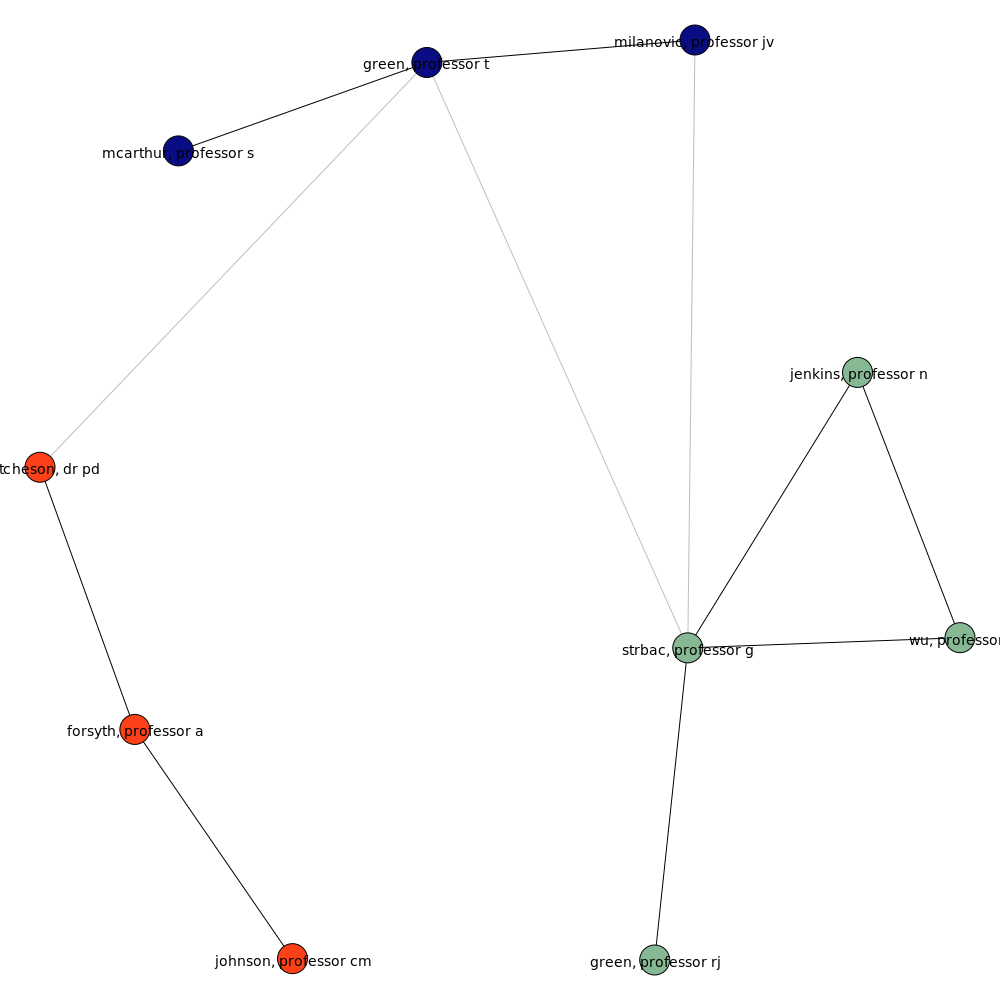 milanovic, professor jv
green, professor t
mcarthur, professor s
jenkins, professor n
tcheson, dr pd
wu, professor
strbac, professor g
forsyth, professor a
johnson, professor cm
green, professor rj